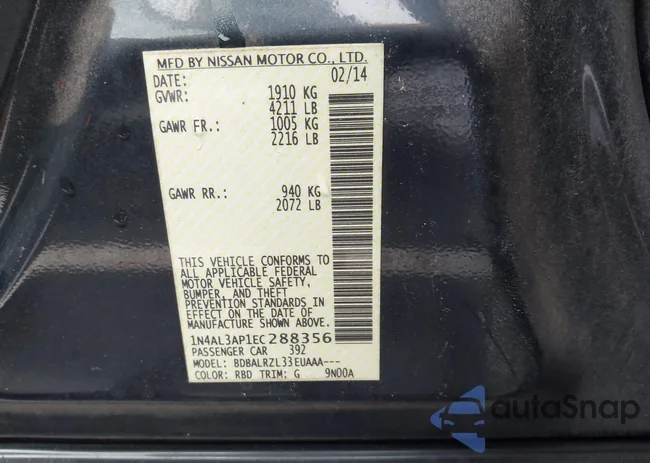 MFD BY NISSAN MOTOR CO., LTD.
DATE: 02/14
GVWR: 1910 KG
4211 LB
GAWR FR.: 1005 KG
2216 LB
GAWR RR.: 940 KG
2072 LB
THIS VEHICLE CONFORMS TO
ALL APPLICABLE FEDERAL
MOTOR VEHICLE SAFETY,
BUMPER, AND THEFT
PREVENTION STANDARDS IN
EFFECT ON THE DATE OF
MANUFACTURE SHOWN ABOVE.
1N4AL3AP1EC288356
PASSENGER CAR 392
MODEL: BDBALRZL33EUAAA---
COLOR: RBD TRIM: G 9N00A
autoSnap
www.autosnap.com